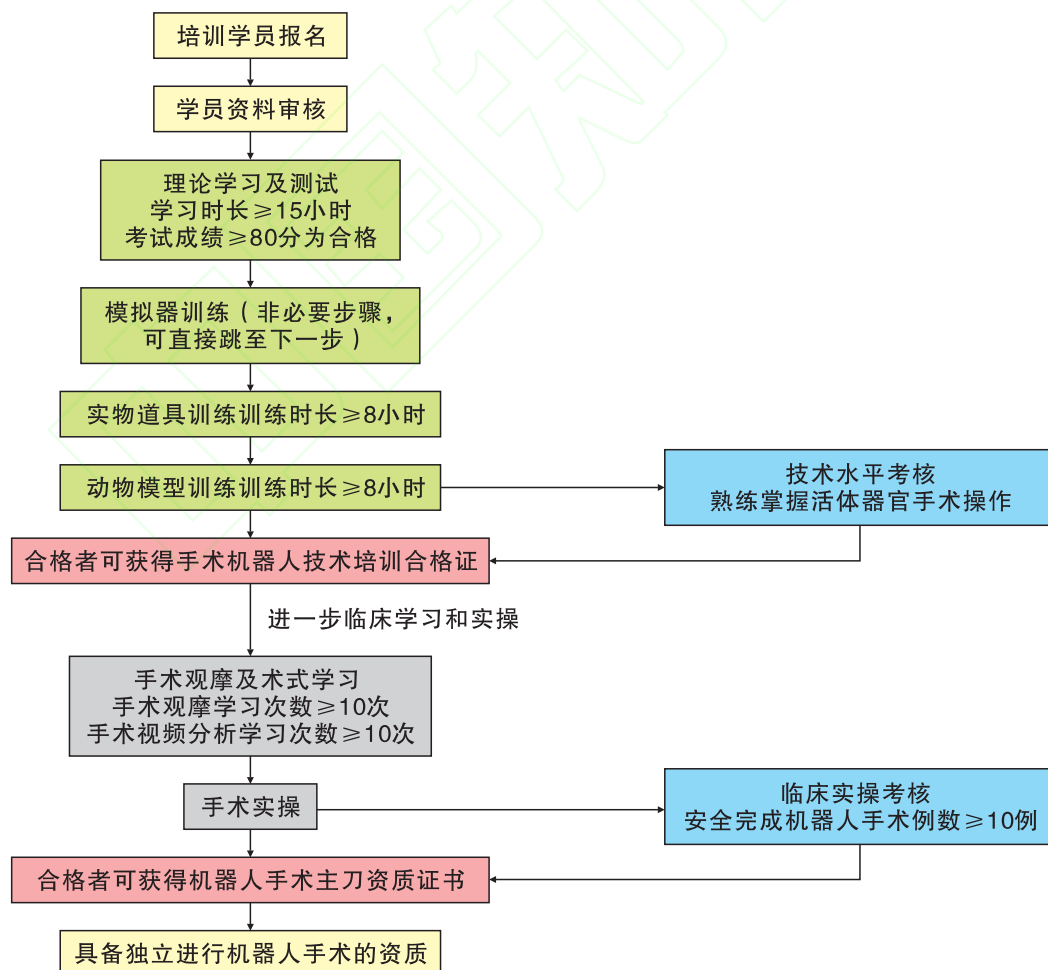 培训学员报名
学员资料审核
理论学习及测试
学习时长≥15小时
考试成绩≥80分为合格
模拟器训练（非必要步骤，
可直接跳至下一步）
实物道具训练训练时长≥8小时
动物模型训练训练时长≥8小时
技术水平考核
熟练掌握活体器官手术操作
合格者可获得手术机器人技术培训合格证
进一步临床学习和实操
手术观摩及术式学习
手术观摩学习次数≥10次
手术视频分析学习次数≥10次
手术实操
临床实操考核
安全完成机器人手术例数≥10例
合格者可获得机器人手术主刀资质证书
具备独立进行机器人手术的资质